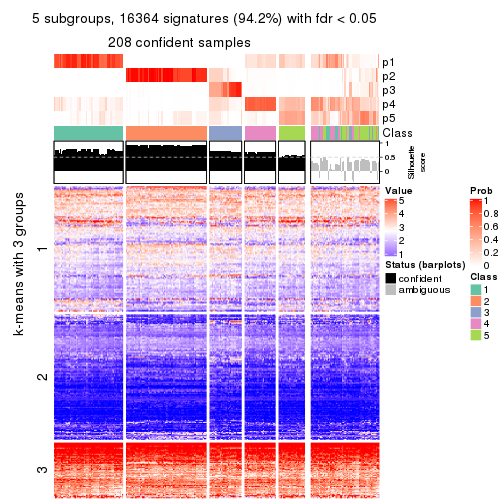 5 subgroups, 16364 signatures (94.2%) with fdr < 0.05
208 confident samples
p1
p2
p3
p4
p5
Class
1
0.5
0
Silhouette
score
k-means with 3 groups
1
2
3
Value
5
4
3
2
1
Status (barplots)
confident
ambiguous
Prob
1
0.8
0.6
0.4
0.2
0
Class
1
2
3
4
5